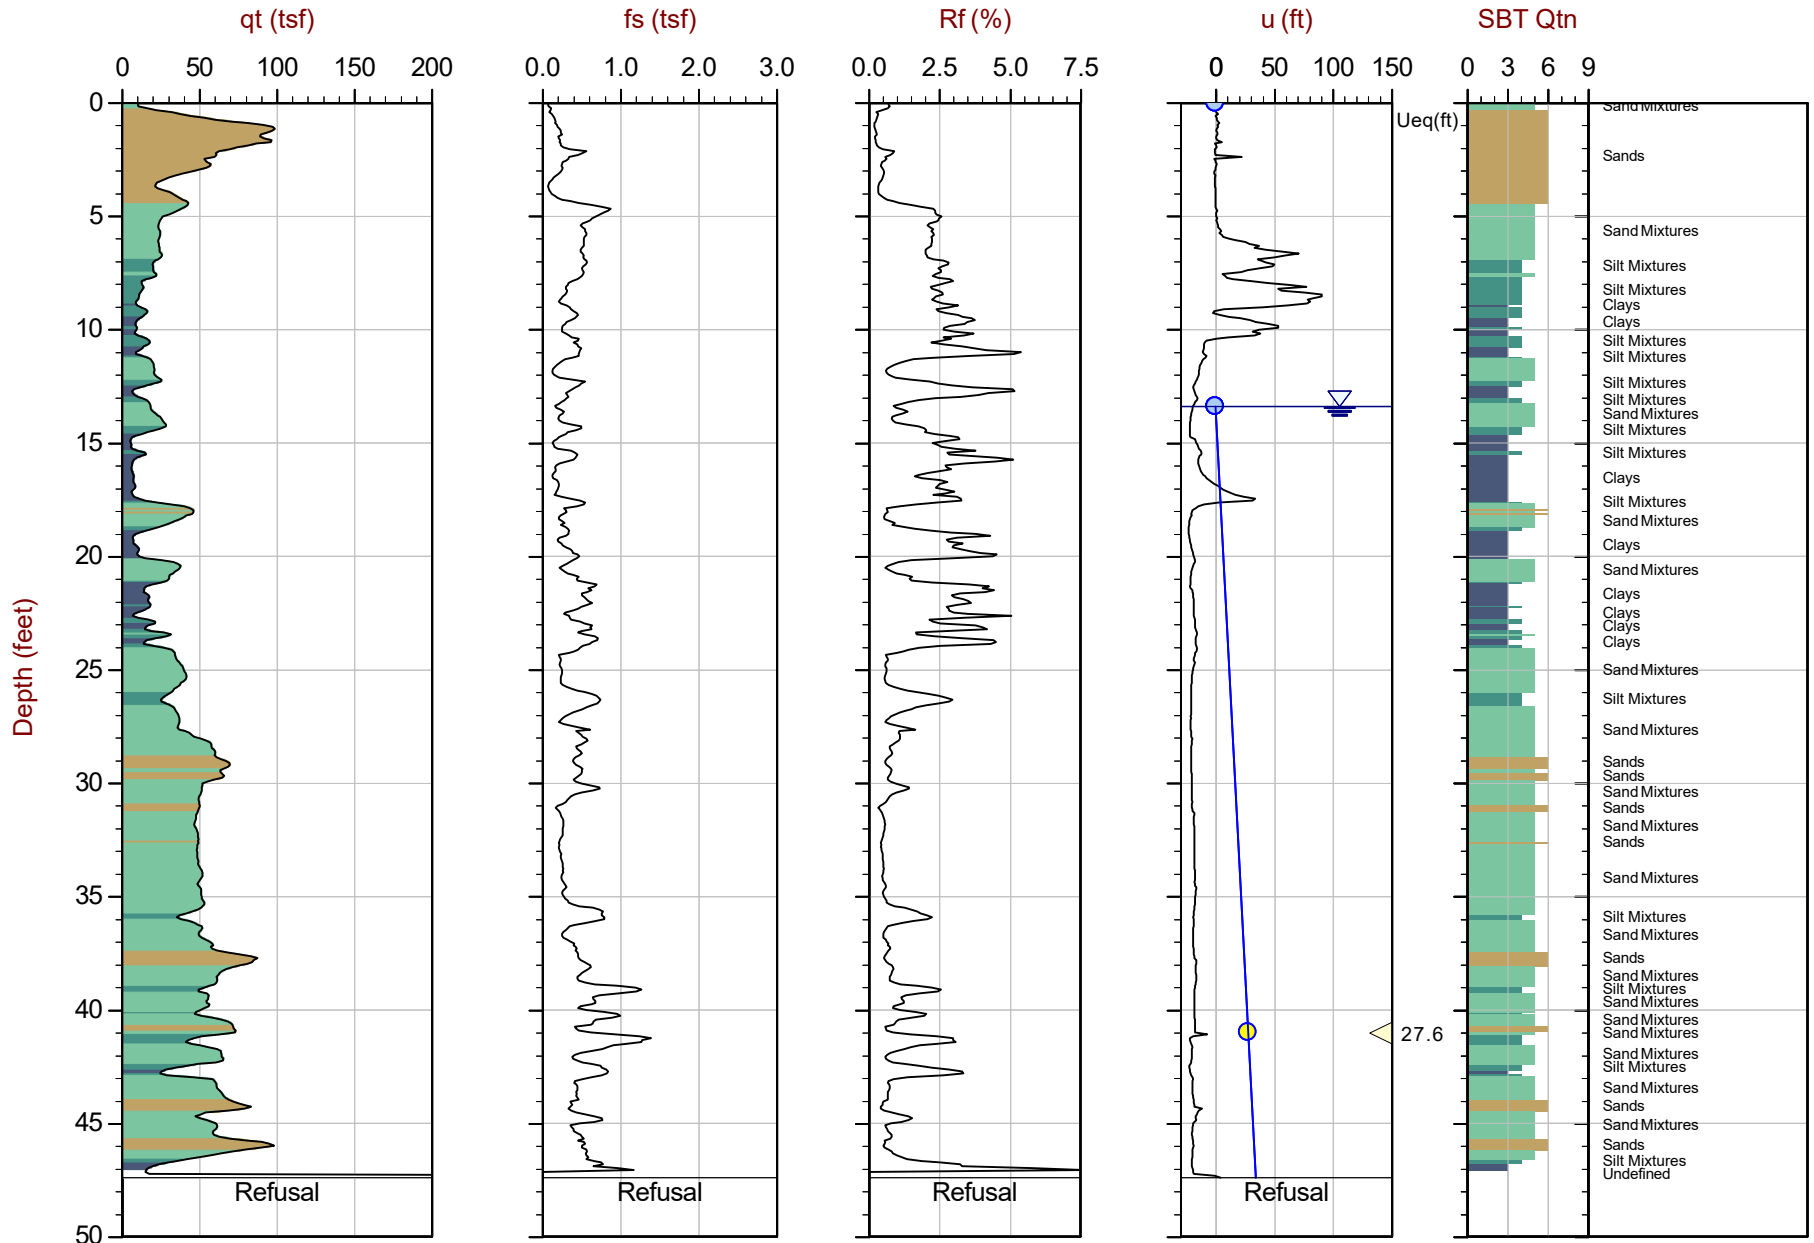 qt (tsf) fs (tsf) Rf (%) u (ft) SBT Qtn
0 50 100 150 200 0.0 1.0 2.0 3.0 0.0 2.5 5.0 7.5 0 50 100 150 0 3 6 9
0
Sand Mixtures
Ueq(ft)
Sands
5
Sand Mixtures
Silt Mixtures
Silt Mixtures
Clays
Clays
10
Silt Mixtures
Silt Mixtures
Silt Mixtures
Silt Mixtures
Sand Mixtures
Silt Mixtures
15
Silt Mixtures
Clays
Silt Mixtures
Sand Mixtures
Clays
20
Sand Mixtures
Clays
Clays
Clays
Clays
Depth (feet)
25
Sand Mixtures
Silt Mixtures
Sand Mixtures
Sands
Sands
30
Sand Mixtures
Sands
Sand Mixtures
Sands
Sand Mixtures
35
Silt Mixtures
Sand Mixtures
Sands
Sand Mixtures
Silt Mixtures
Sand Mixtures
40
Sand Mixtures
Sand Mixtures
27.6
Sand Mixtures
Silt Mixtures
Sand Mixtures
Sands
45
Sand Mixtures
Sands
Silt Mixtures
Undefined
Refusal Refusal Refusal Refusal
50